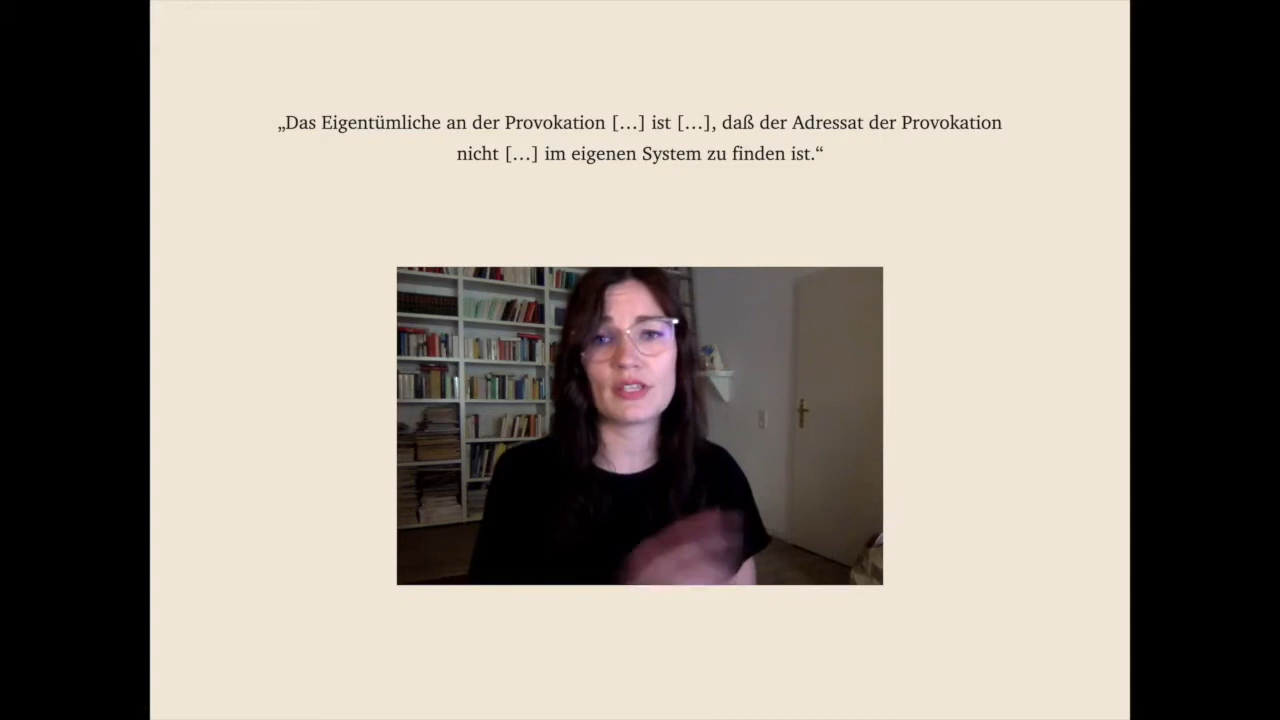 „Das Eigentümliche an der Provokation […] ist […], daß der Adressat der Provokation
nicht […] im eigenen System zu finden ist.“